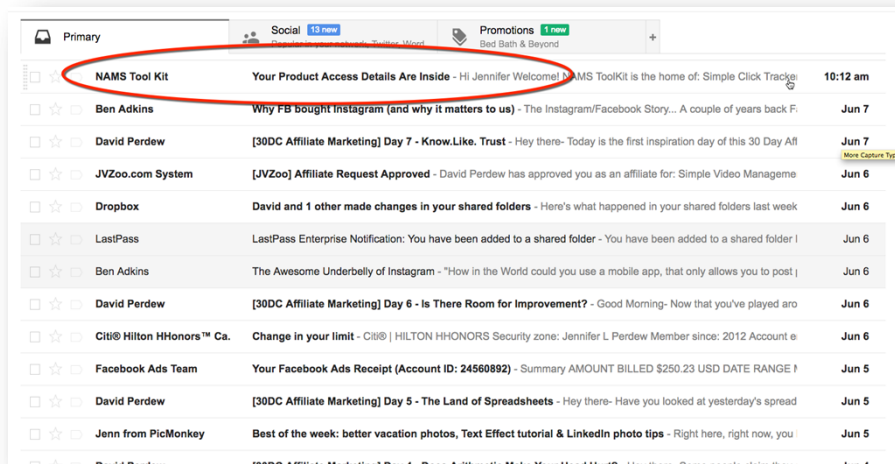 Primary
Social 13 new
Promotions 1 new
Bed Bath & Beyond
+
NAMS Tool Kit Your Product Access Details Are Inside - Hi Jennifer Welcome! NAMS ToolKit is the home of: Simple Click Tracker 10:12 am
Ben Adkins Why FB bought Instagram (and why it matters to us) - The Instagram/Facebook Story... A couple of years back Jun 7
David Perdew [30DC Affiliate Marketing] Day 7 - Know.Like. Trust - Hey there- Today is the first inspiration day of this 30 Day Jun 7
More Capture
JVZoo.com System [JVZoo] Affiliate Request Approved - David Perdew has approved you as an affiliate for: Simple Video Jun 6
Dropbox David and 1 other made changes in your shared folders - Here's what happened in your shared folders last week Jun 6
LastPass LastPass Enterprise Notification: You have been added to a shared folder - You have been added to a shared folder Jun 6
Ben Adkins The Awesome Underbelly of Instagram - "How in the World could you use a mobile app, that only allows you to post Jun 6
David Perdew [30DC Affiliate Marketing] Day 6 - Is There Room for Improvement? - Good Morning- Now that you've played Jun 6
Citi® Hilton HHonors™ Ca. Change in your limit - Citi® | HILTON HHONORS Security zone: Jennifer L Perdew Member since: 2012 Account Jun 6
Facebook Ads Team Your Facebook Ads Receipt (Account ID: 24560892) - Summary AMOUNT BILLED $250.23 USD DATE RANGE Jun 5
David Perdew [30DC Affiliate Marketing] Day 5 - The Land of Spreadsheets - Hey there- Have you looked at yesterday's spread Jun 5
Jenn from PicMonkey Best of the week: better vacation photos, Text Effect tutorial & LinkedIn photo tips - Right here, right now, you Jun 5